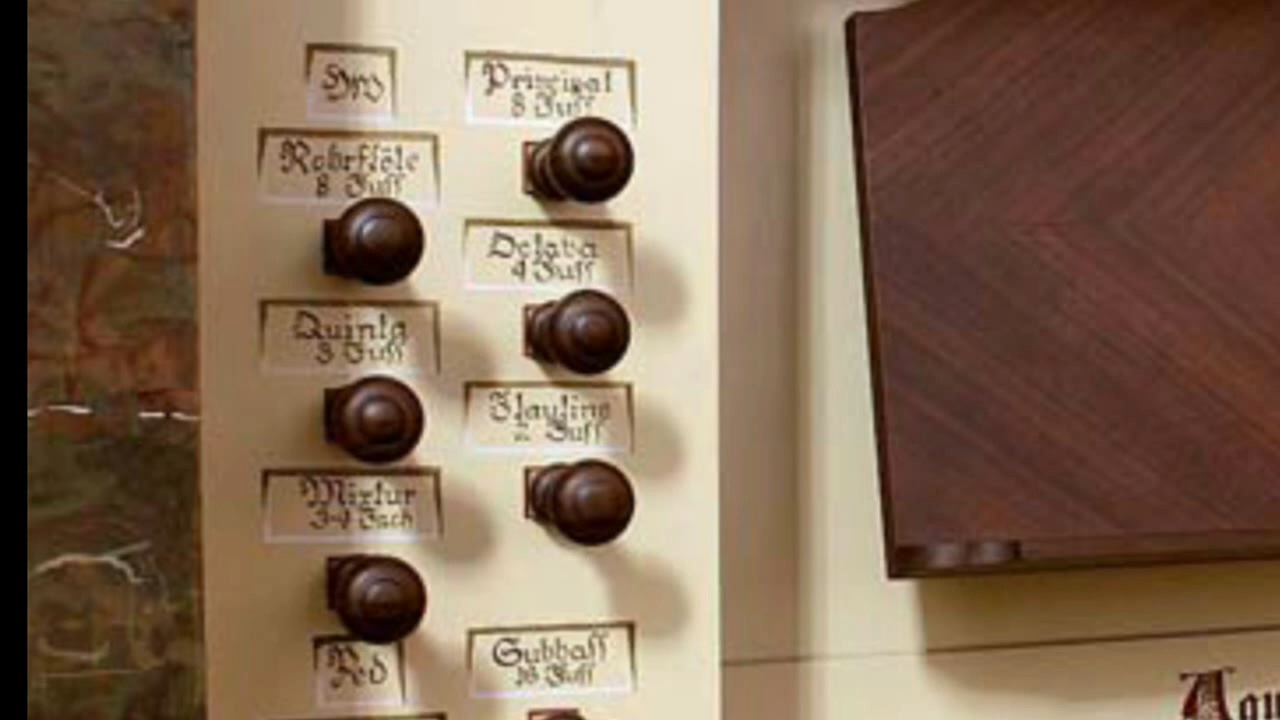 HW
Principal
8 Fuſſ
Rohrflöte
8 Fuſſ
Octava
4 Fuſſ
Quinta
3 Fuſſ
Flautino
2 Fuſſ
Mixtur
3-4 Fach
Ped
Subbaſſ
16 Fuſſ